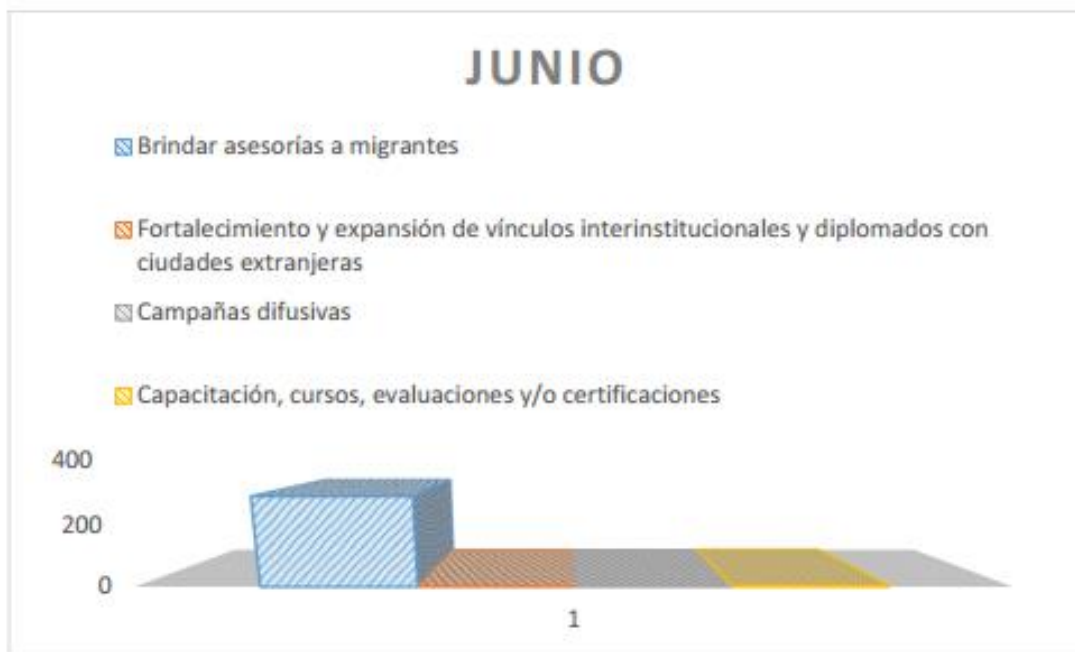 JUNIO
Brindar asesorías a migrantes
Fortalecimiento y expansión de vínculos interinstitucionales y diplomados con
ciudades extranjeras
Campañas difusivas
Capacitación, cursos, evaluaciones y/o certificaciones
400
200
0
1